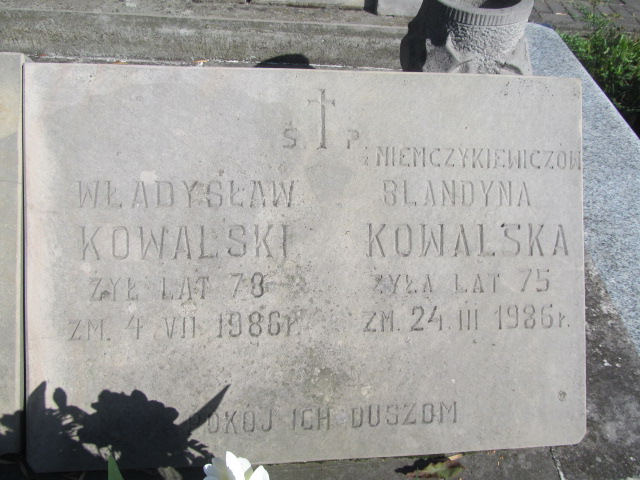 Ś. P.
Z NIEMCZYKIEWICZÓW
WŁADYSŁAW
KOWALSKI
ŻYŁ LAT 78
ZM. 4 VII 1986 r.
BLANDYNA
KOWALSKA
ŻYŁA LAT 75
ZM. 24. III 1986 r.
POKÓJ ICH DUSZOM